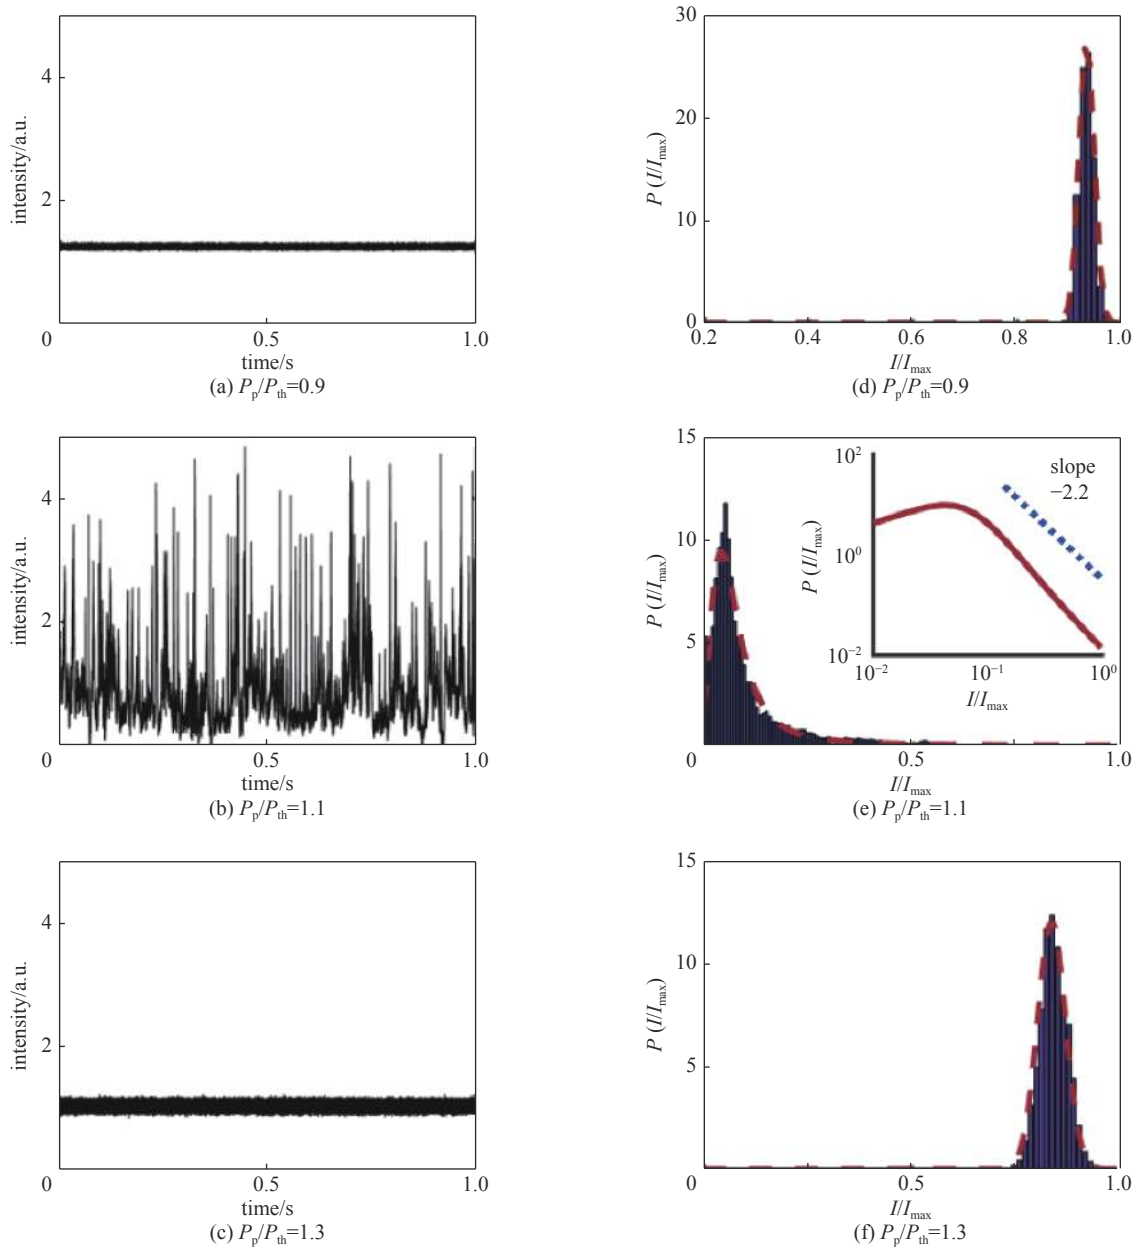 4
2
intensity/a.u.
0
0.5
1.0
time/s
(a) Pp/Pth=0.9
30
20
10
0
P (I/Imax)
0.2
0.4
0.6
0.8
1.0
I/Imax
(d) Pp/Pth=0.9
4
2
intensity/a.u.
0
0.5
1.0
time/s
(b) Pp/Pth=1.1
15
10
5
P (I/Imax)
0
0.5
1.0
I/Imax
10²
10⁰
10⁻²
P (I/Imax)
slope
−2.2
10⁻²
10⁻¹
10⁰
I/Imax
(e) Pp/Pth=1.1
4
2
intensity/a.u.
0
0.5
1.0
time/s
(c) Pp/Pth=1.3
15
10
5
P (I/Imax)
0
0.5
1.0
I/Imax
(f) Pp/Pth=1.3